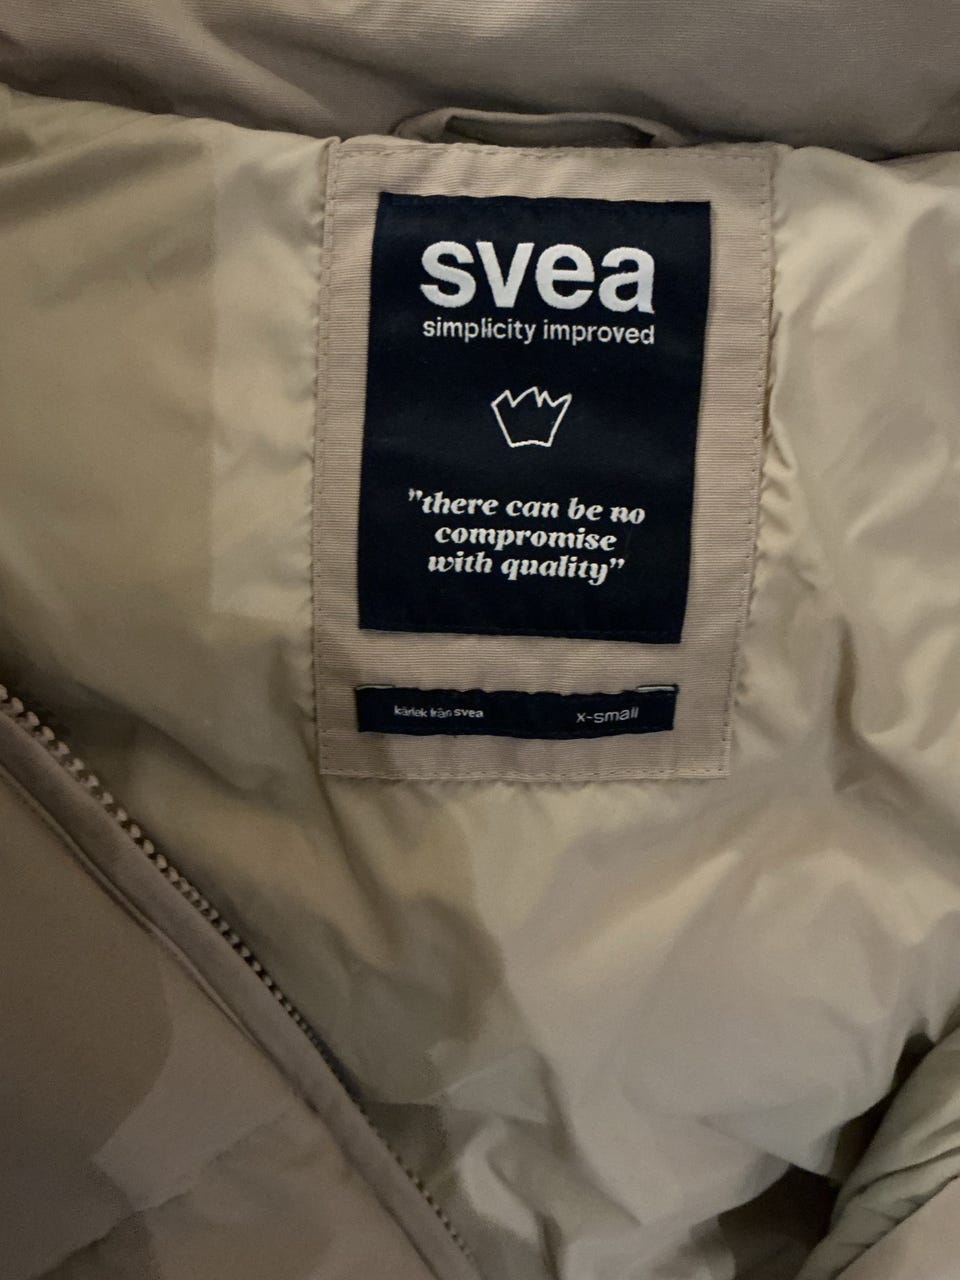 svea
simplicity improved
"there can be no
compromise
with quality”
kärlek från svea
x-small